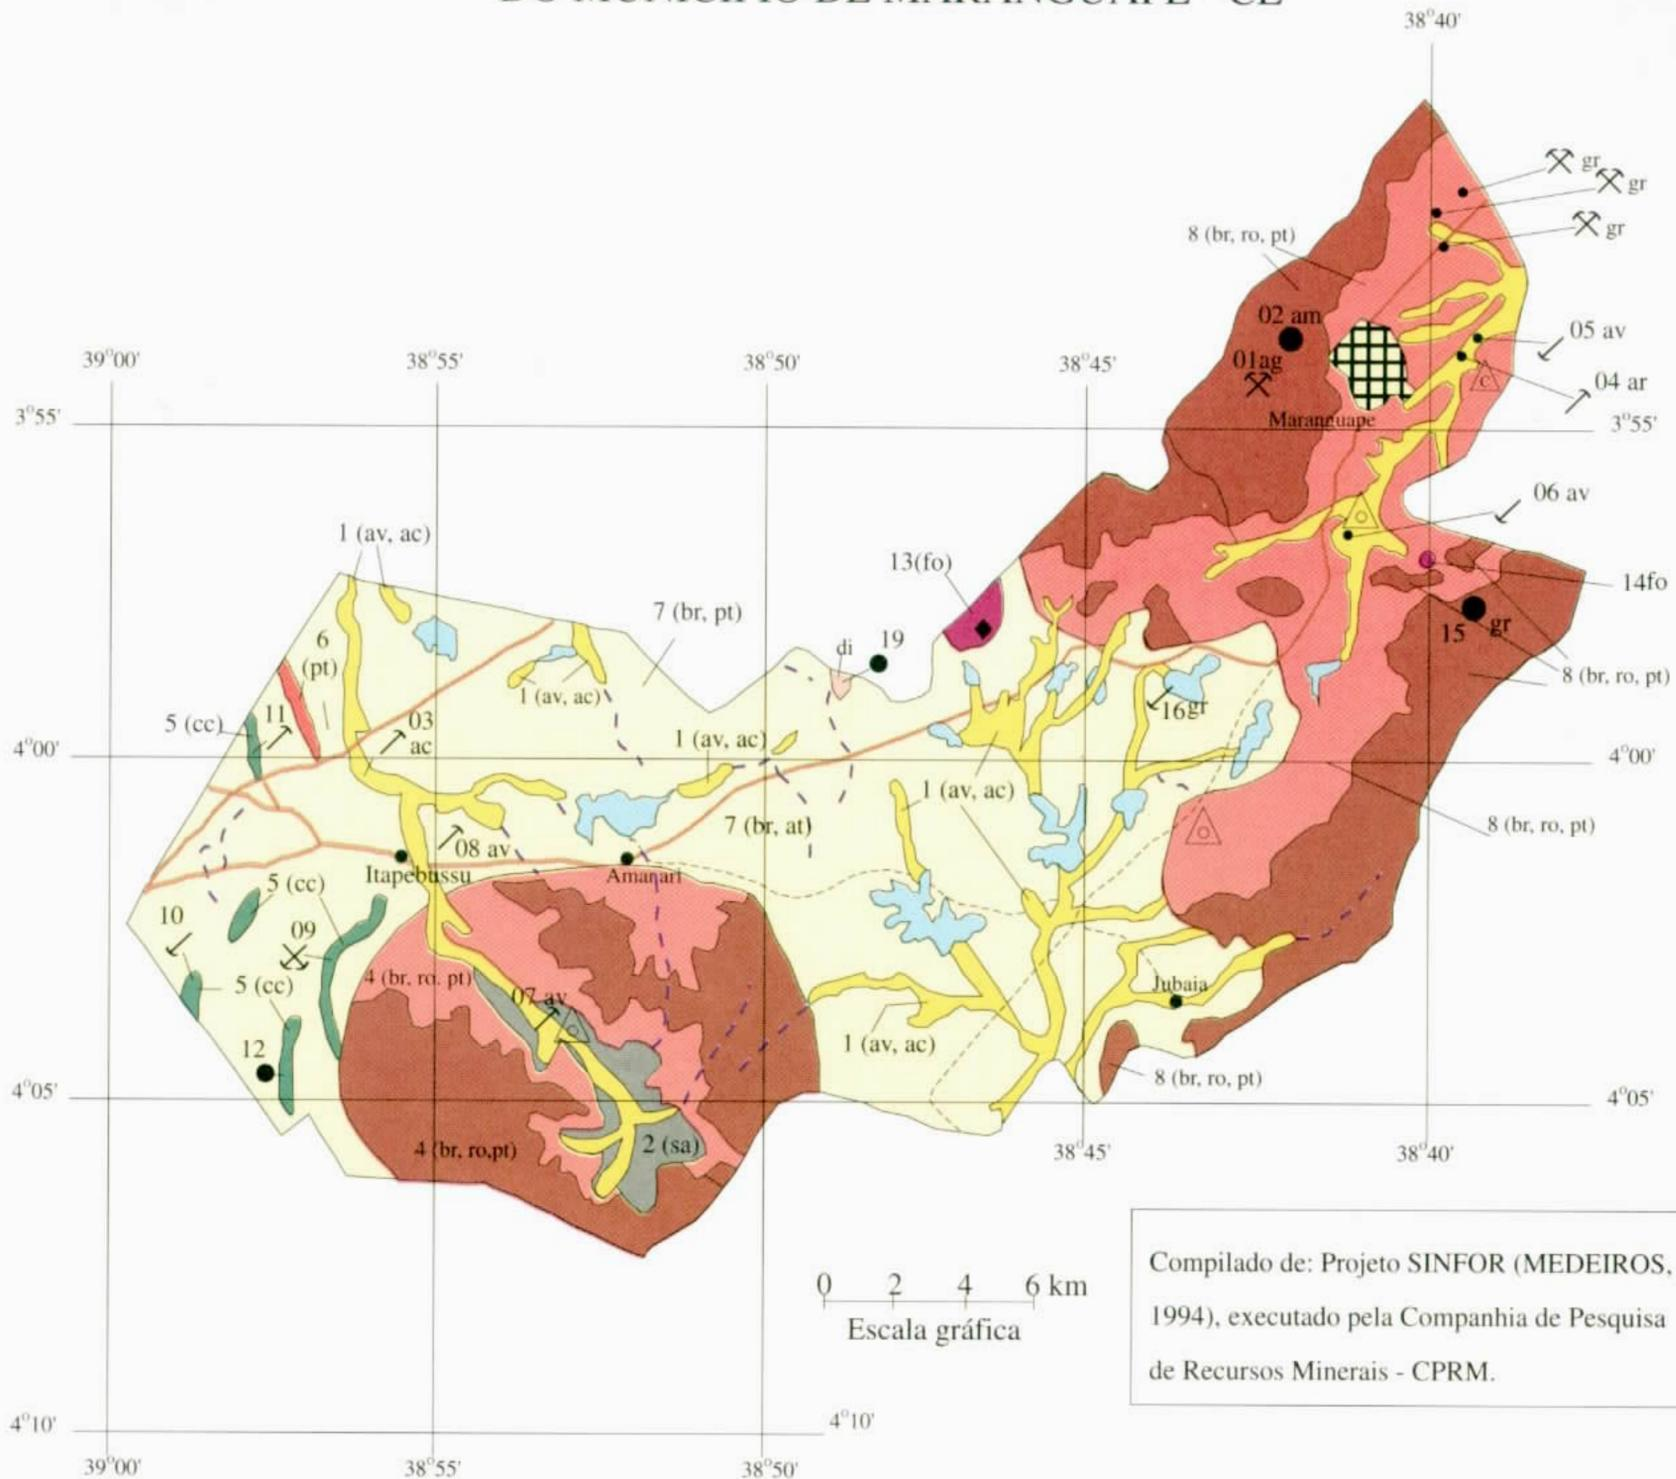 DO MUNICÍPIO DE MARANGUAPE - CE
38°40'
gr
gr
gr
8 (br, ro, pt)
02 am
01ag
Maranguape
05 av
04 ar
39°00'
38°55'
38°50'
38°45'
3°55'
3°55'
c
06 av
1 (av, ac)
13(fo)
14fo
7 (br, pt)
6
(pt)
di
19
15
gr
8 (br, ro, pt)
1 (av, ac)
16gr
5 (cc)
11
03
ac
1 (av, ac)
4°00'
4°00'
1 (av, ac)
7 (br, at)
8 (br, ro, pt)
08 av
Itapebussu
Amanari
5 (cc)
10
09
4 (br, ro. pt)
5 (cc)
07 av
Jubaia
12
1 (av, ac)
8 (br, ro, pt)
4°05'
4°05'
4 (br, ro,pt)
2 (sa)
38°45'
38°40'
0 2 4 6 km
Escala gráfica
Compilado de: Projeto SINFOR (MEDEIROS,
1994), executado pela Companhia de Pesquisa
de Recursos Minerais - CPRM.
4°10'
4°10'
39°00'
38°55'
38°50'